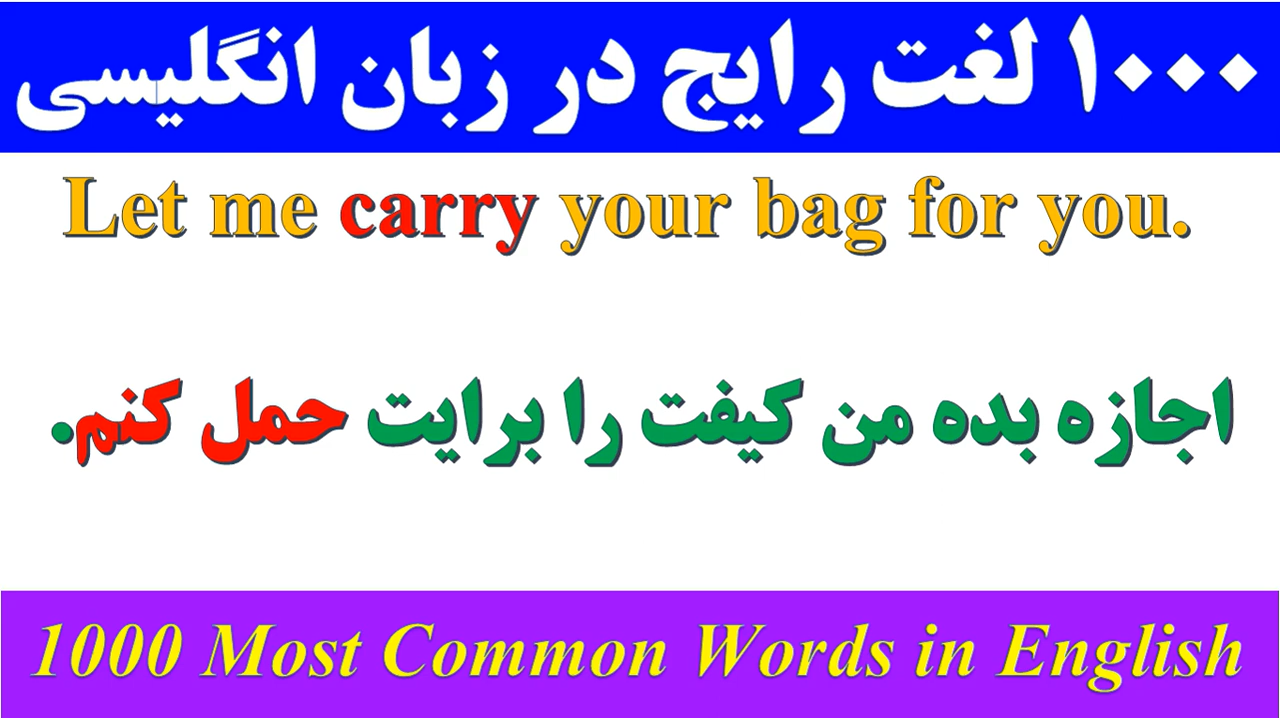 ۱۰۰۰ لغت رایج در زبان انگلیسی
Let me carry your bag for you.
اجازه بده من کیفت را برایت حمل کنم.
1000 Most Common Words in English